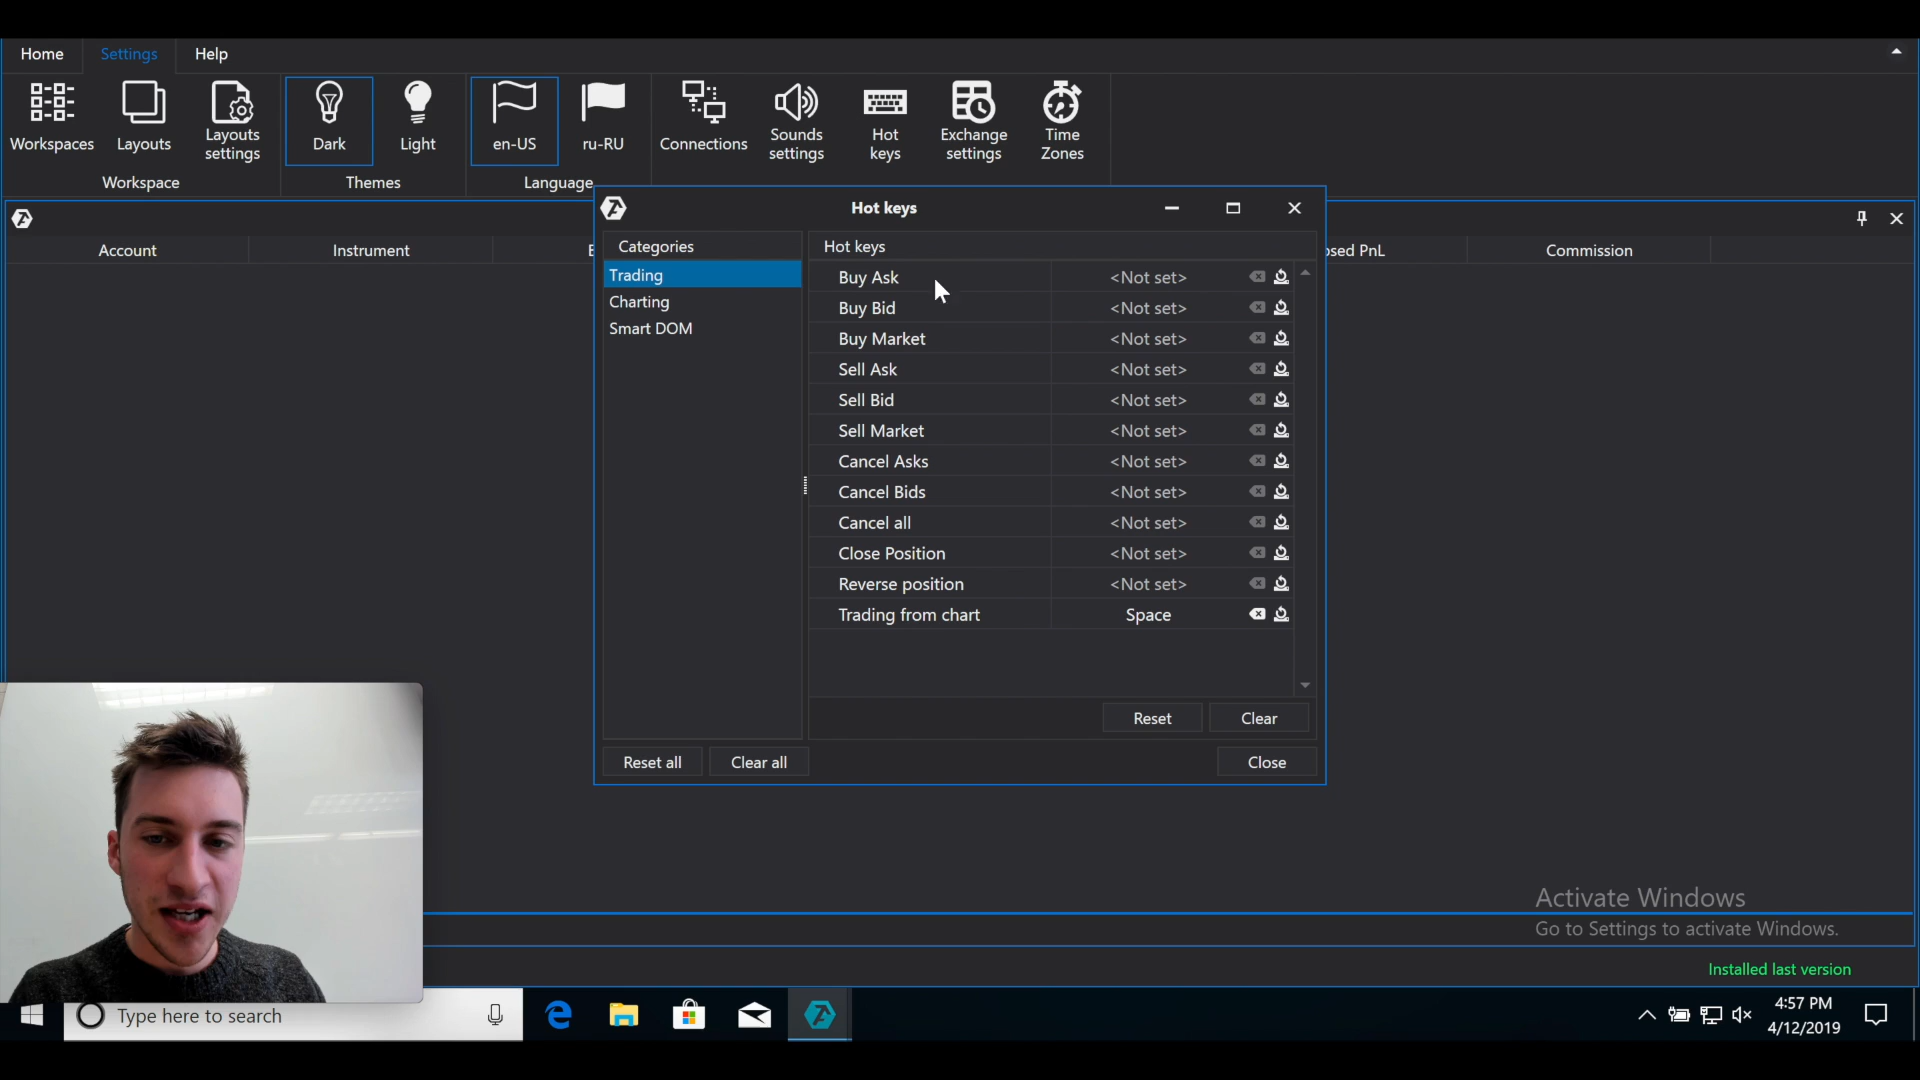 Home Settings Help
Workspaces Layouts Layouts settings Dark Light en-US ru-RU Connections Sounds settings Hot keys Exchange settings Time Zones
Workspace Themes Language
Hot keys
Account Instrument osed PnL Commission
Categories Hot keys
Trading
Charting
Smart DOM
Buy Ask <Not set>
Buy Bid <Not set>
Buy Market <Not set>
Sell Ask <Not set>
Sell Bid <Not set>
Sell Market <Not set>
Cancel Asks <Not set>
Cancel Bids <Not set>
Cancel all <Not set>
Close Position <Not set>
Reverse position <Not set>
Trading from chart Space
Reset Clear
Reset all Clear all Close
Activate Windows
Go to Settings to activate Windows.
Installed last version
Type here to search
4:57 PM
4/12/2019